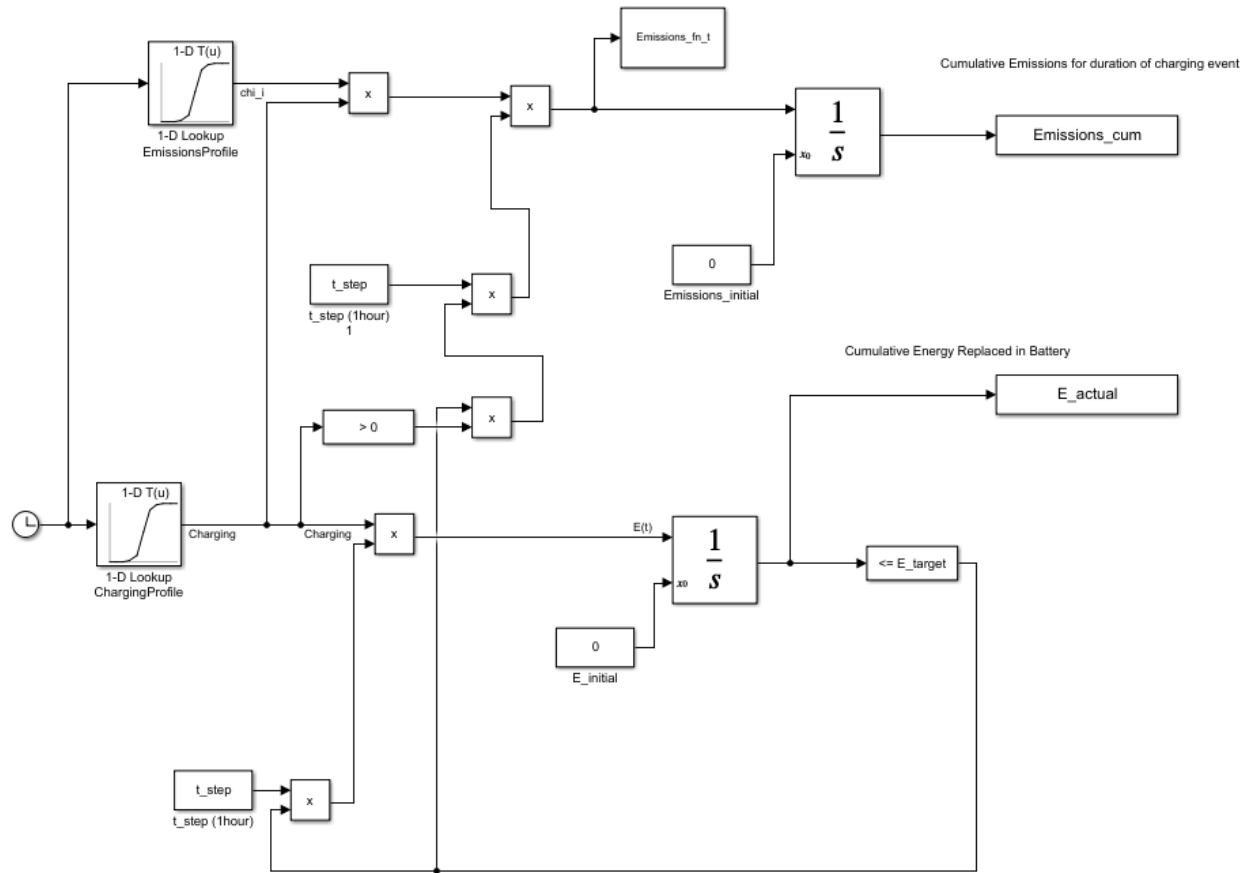 1-D T(u)
chi_i
1-D Lookup
EmissionsProfile
x
x
Emissions_fn_t
Cumulative Emissions for duration of charging event
1
s
x₀
Emissions_cum
0
Emissions_initial
t_step
t_step (1hour)
1
x
Cumulative Energy Replaced in Battery
E_actual
> 0
x
1-D T(u)
Charging
Charging
1-D Lookup
ChargingProfile
x
E(t)
1
s
x₀
<= E_target
0
E_initial
t_step
t_step (1hour)
x